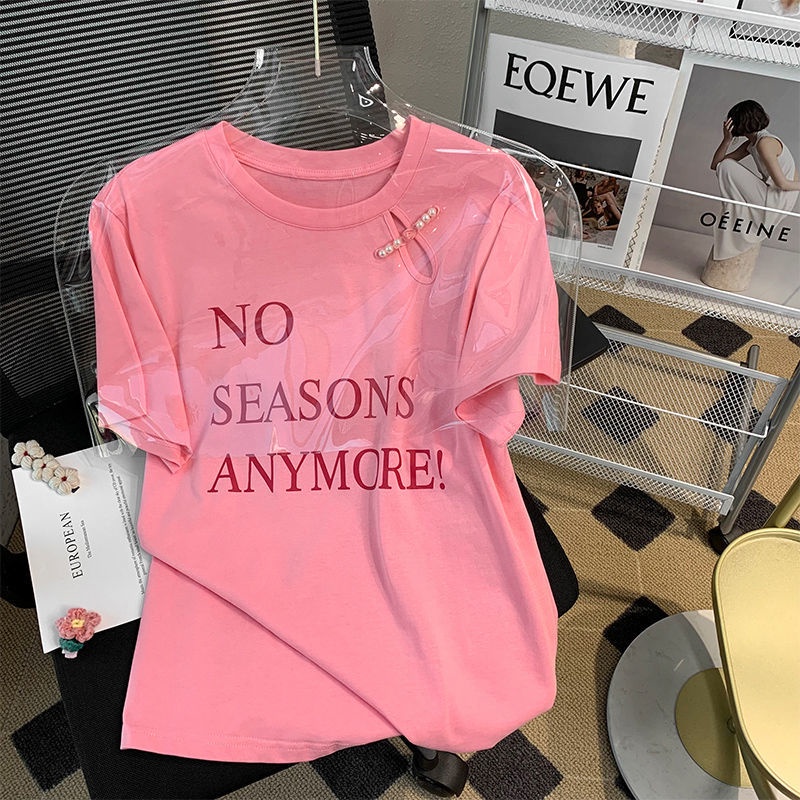 EQEWE
OÉEINE
NO
SEASONS
ANYMORE!
EUROPEAN